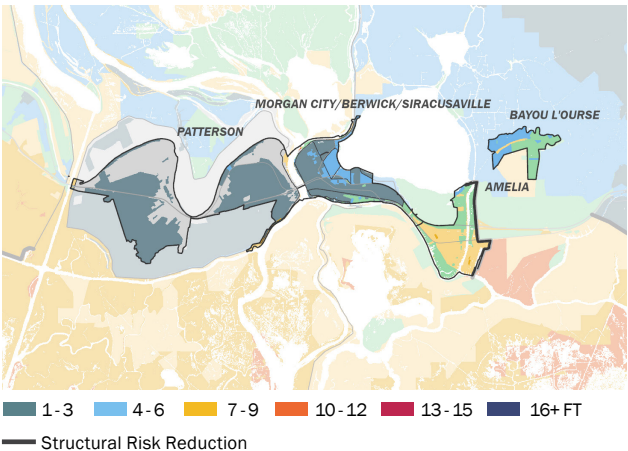 MORGAN CITY/BERWICK/SIRACUSAVILLE
BAYOU L'OURSE
PATTERSON
AMELIA
1-3 4-6 7-9 10-12 13-15 16+ FT
Structural Risk Reduction